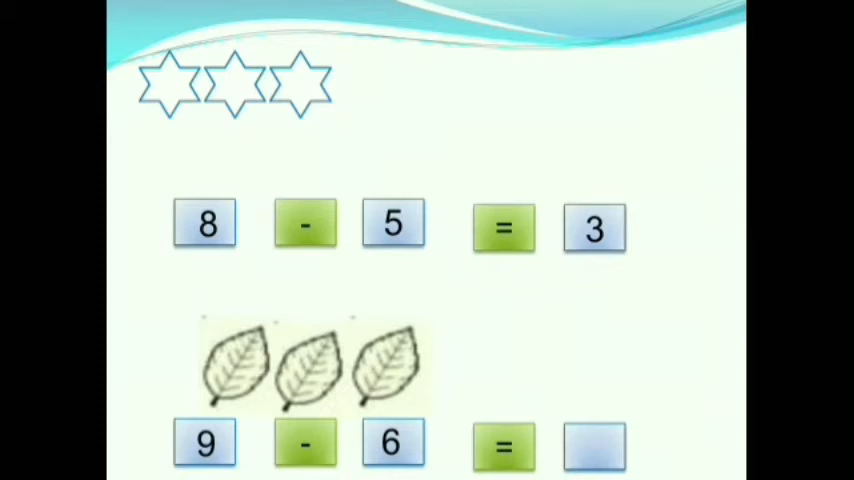 8 - 5 = 3
9 - 6 =